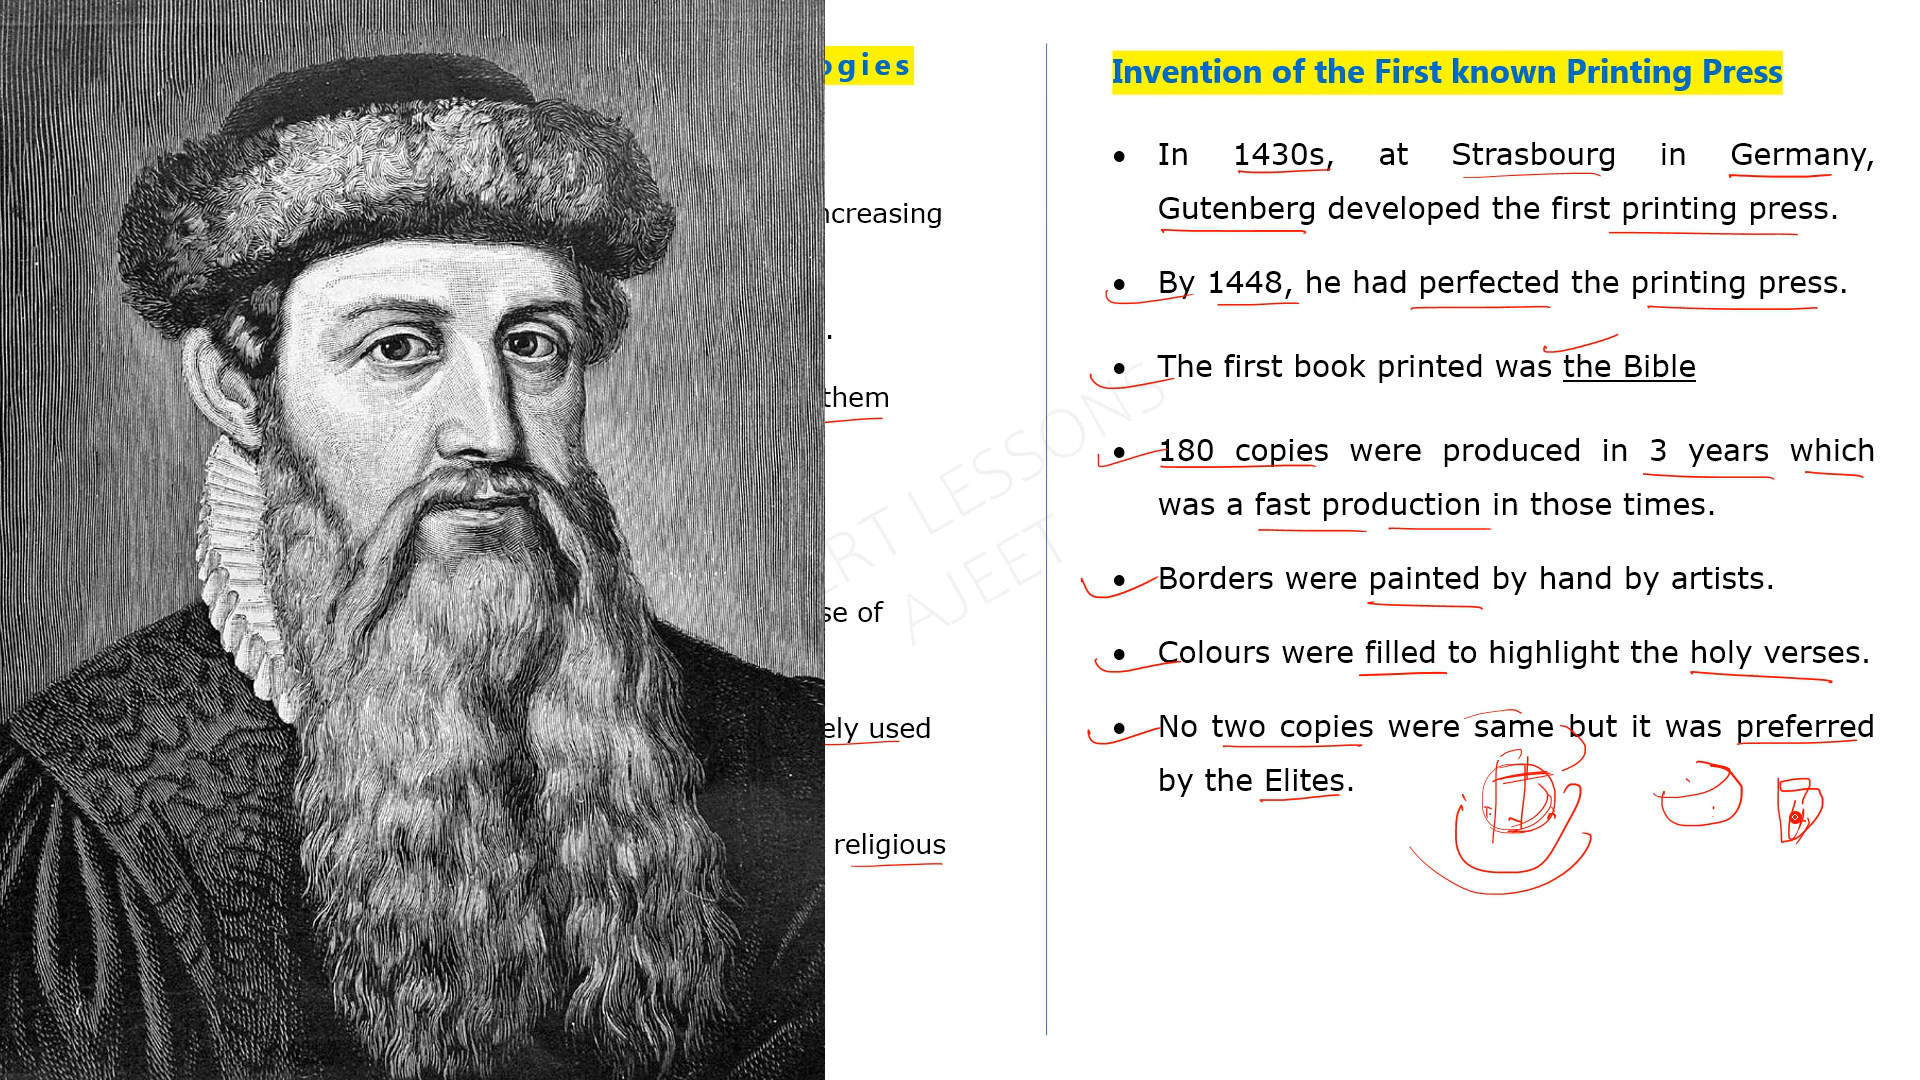 ogies
ncreasing
.
them
se of
ely used
religious
Invention of the First known Printing Press
• In 1430s, at Strasbourg in Germany,
Gutenberg developed the first printing press.
• By 1448, he had perfected the printing press.
• The first book printed was the Bible
• 180 copies were produced in 3 years which
was a fast production in those times.
• Borders were painted by hand by artists.
• Colours were filled to highlight the holy verses.
• No two copies were same but it was preferred
by the Elites.
ERT LESSONS
AJEET